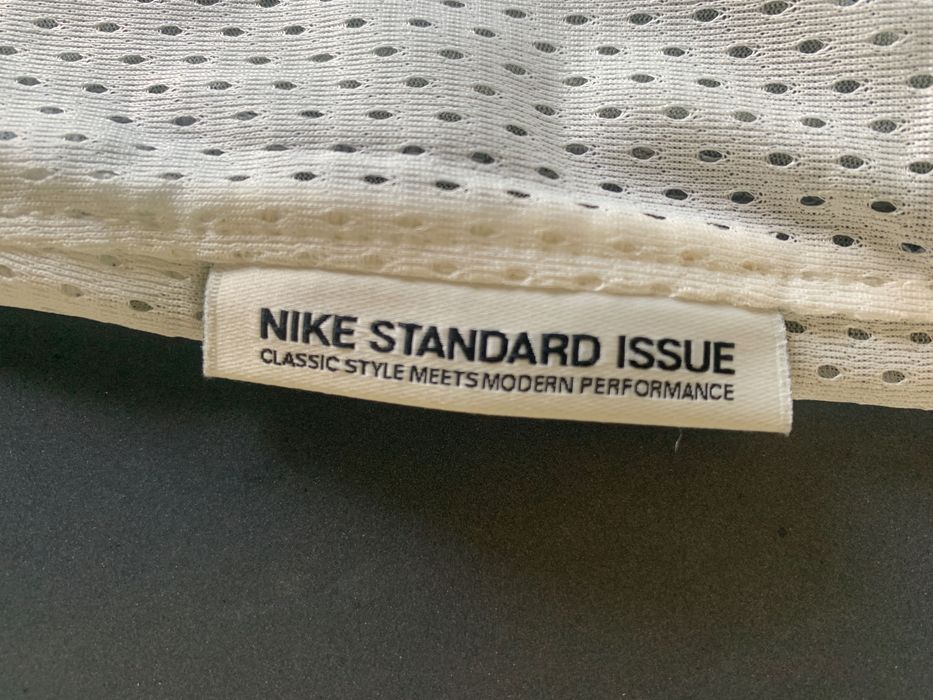 NIKE STANDARD ISSUE
CLASSIC STYLE MEETS MODERN PERFORMANCE